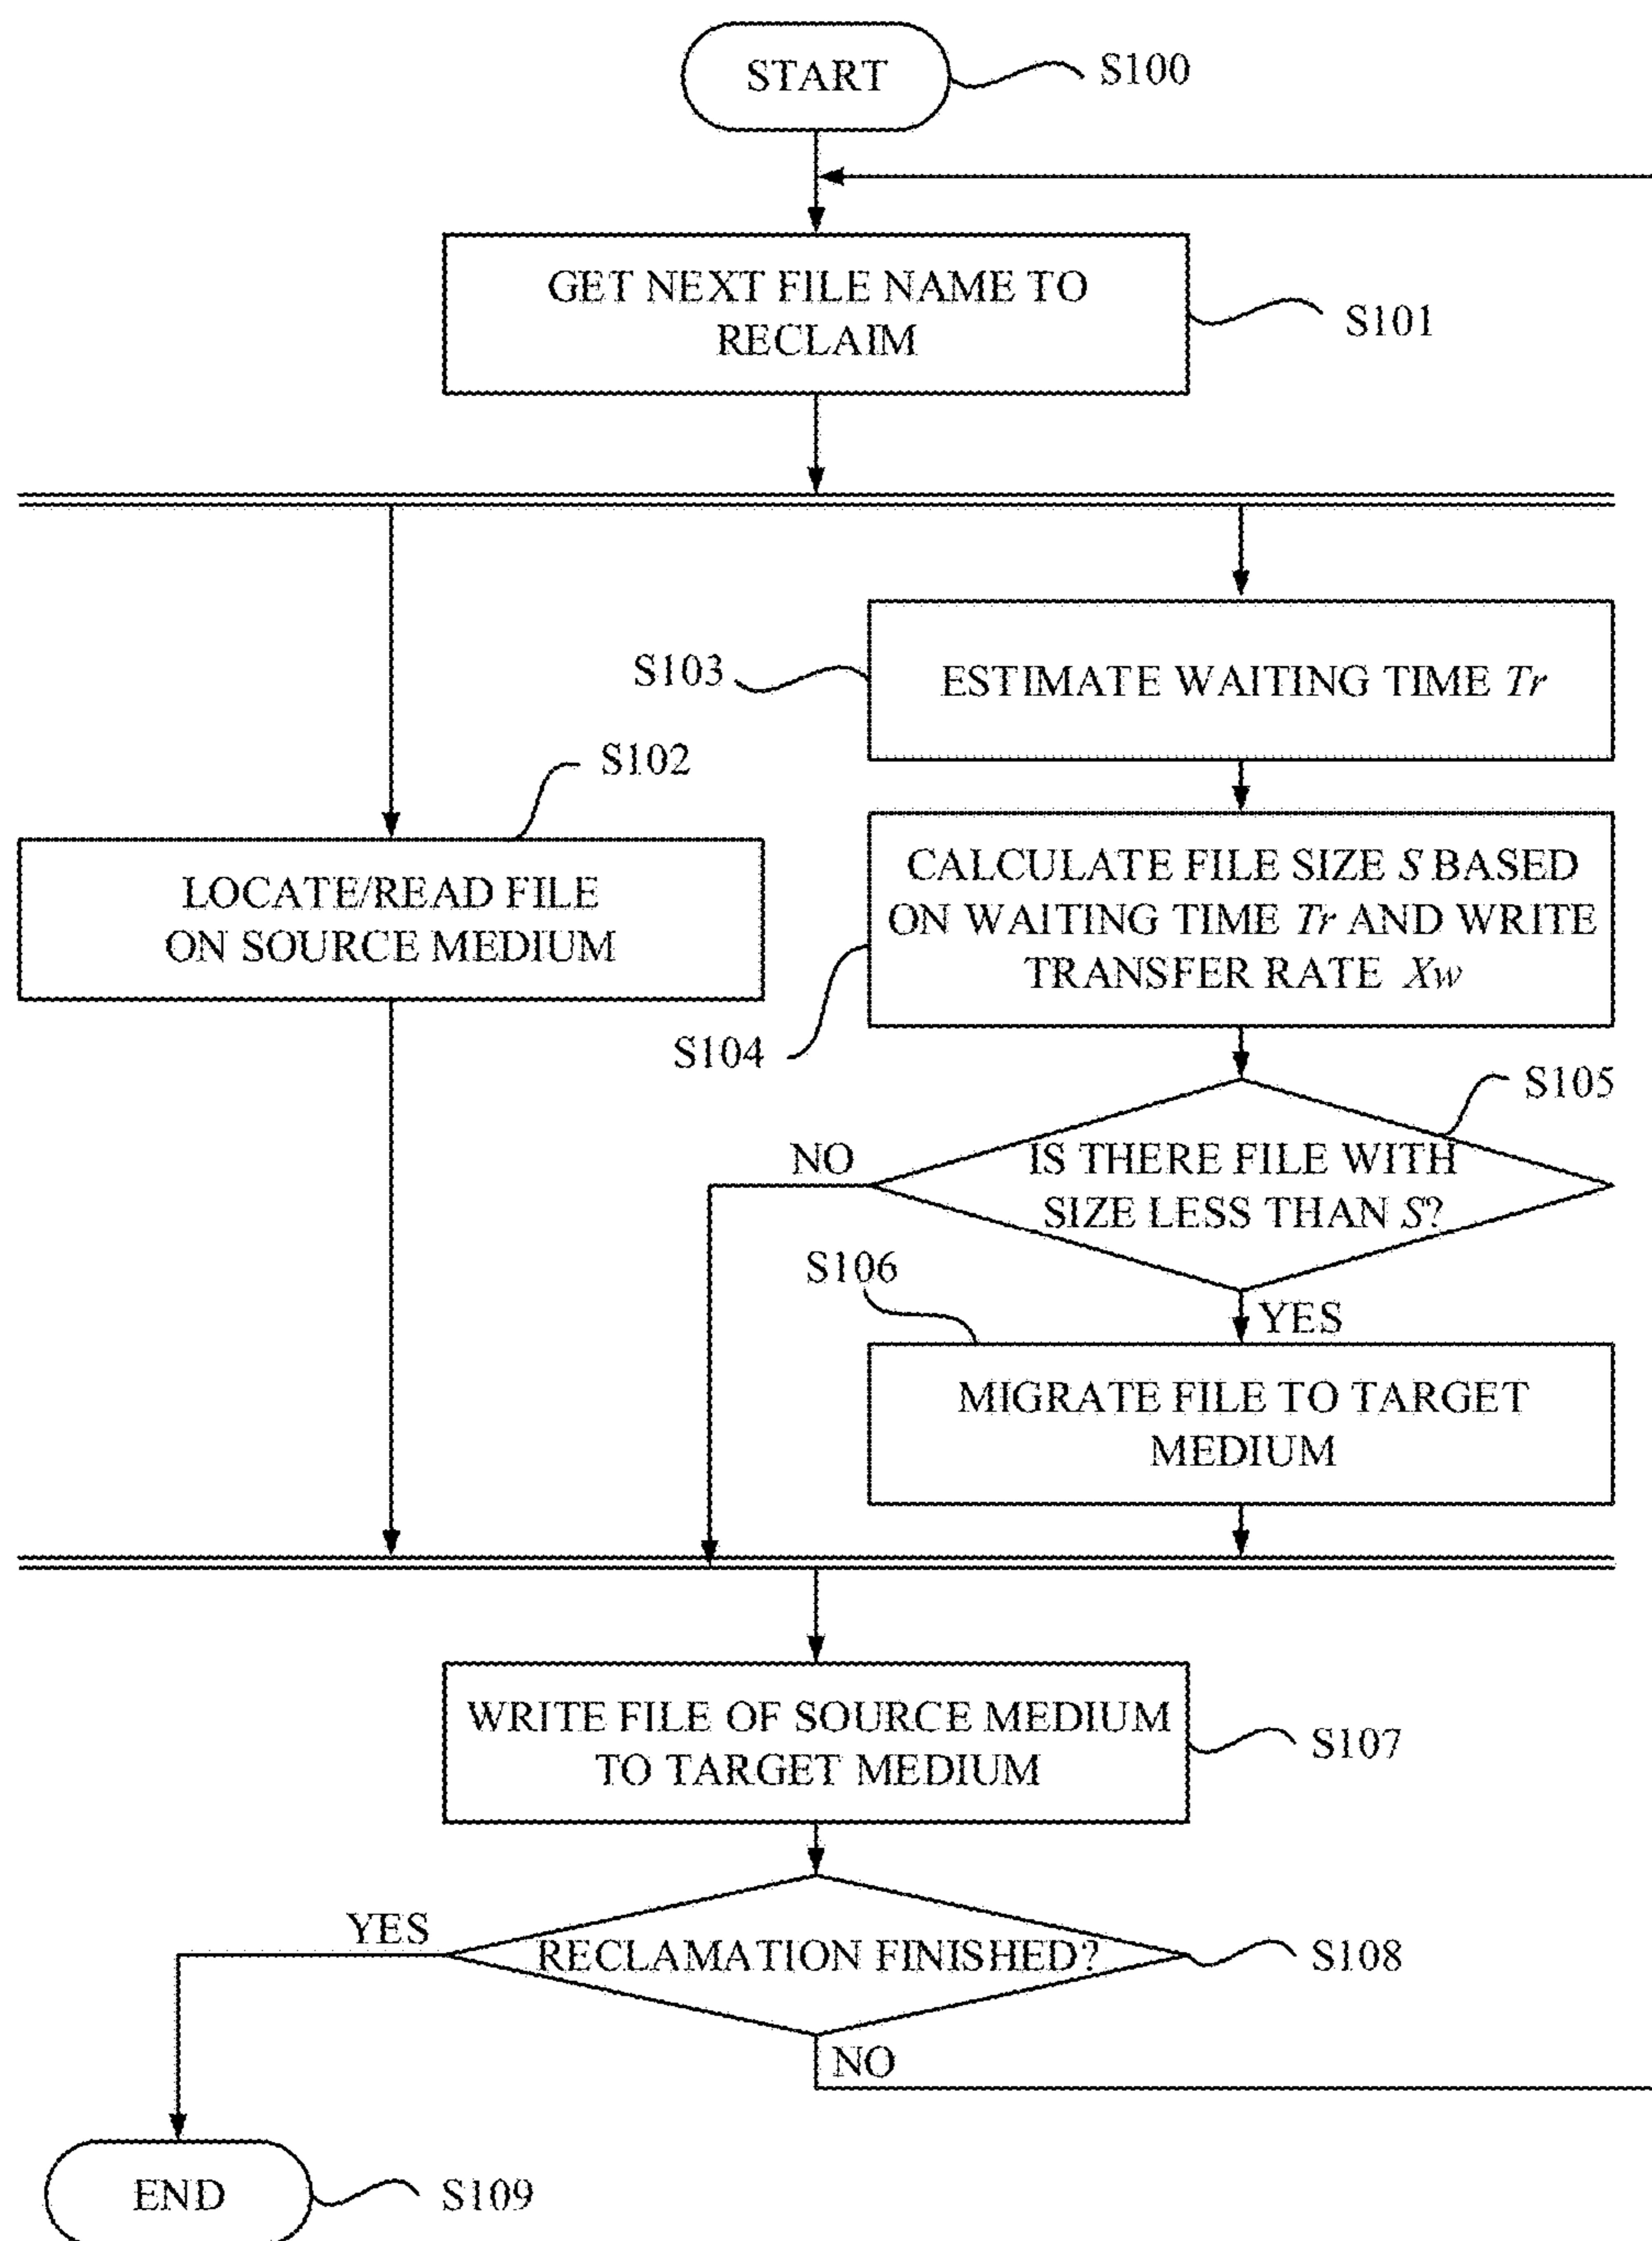 START
S100
GET NEXT FILE NAME TO
RECLAIM
S101
S103
ESTIMATE WAITING TIME Tr
S102
LOCATE/READ FILE
ON SOURCE MEDIUM
CALCULATE FILE SIZE S BASED
ON WAITING TIME Tr AND WRITE
TRANSFER RATE Xw
S104
S105
NO
IS THERE FILE WITH
SIZE LESS THAN S?
S106
YES
MIGRATE FILE TO TARGET
MEDIUM
WRITE FILE OF SOURCE MEDIUM
TO TARGET MEDIUM
S107
YES
RECLAMATION FINISHED?
S108
NO
END
S109